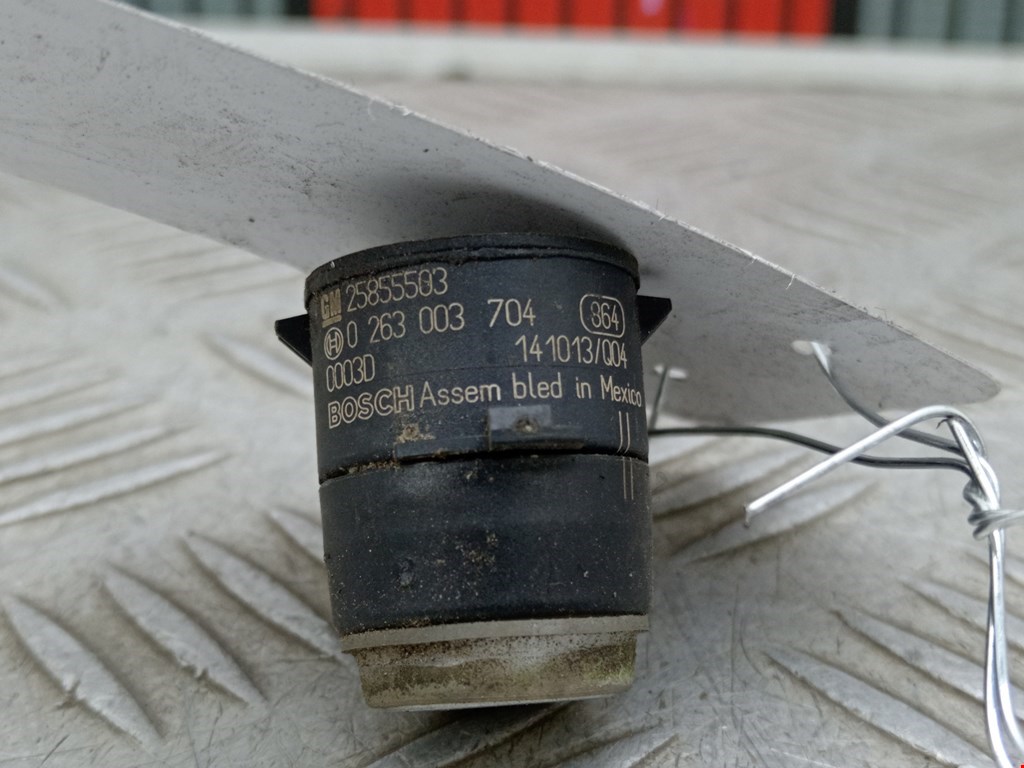 GM 25855503
0 263 003 704 864
0003D 141013/Q04
BOSCH Assem bled in Mexico